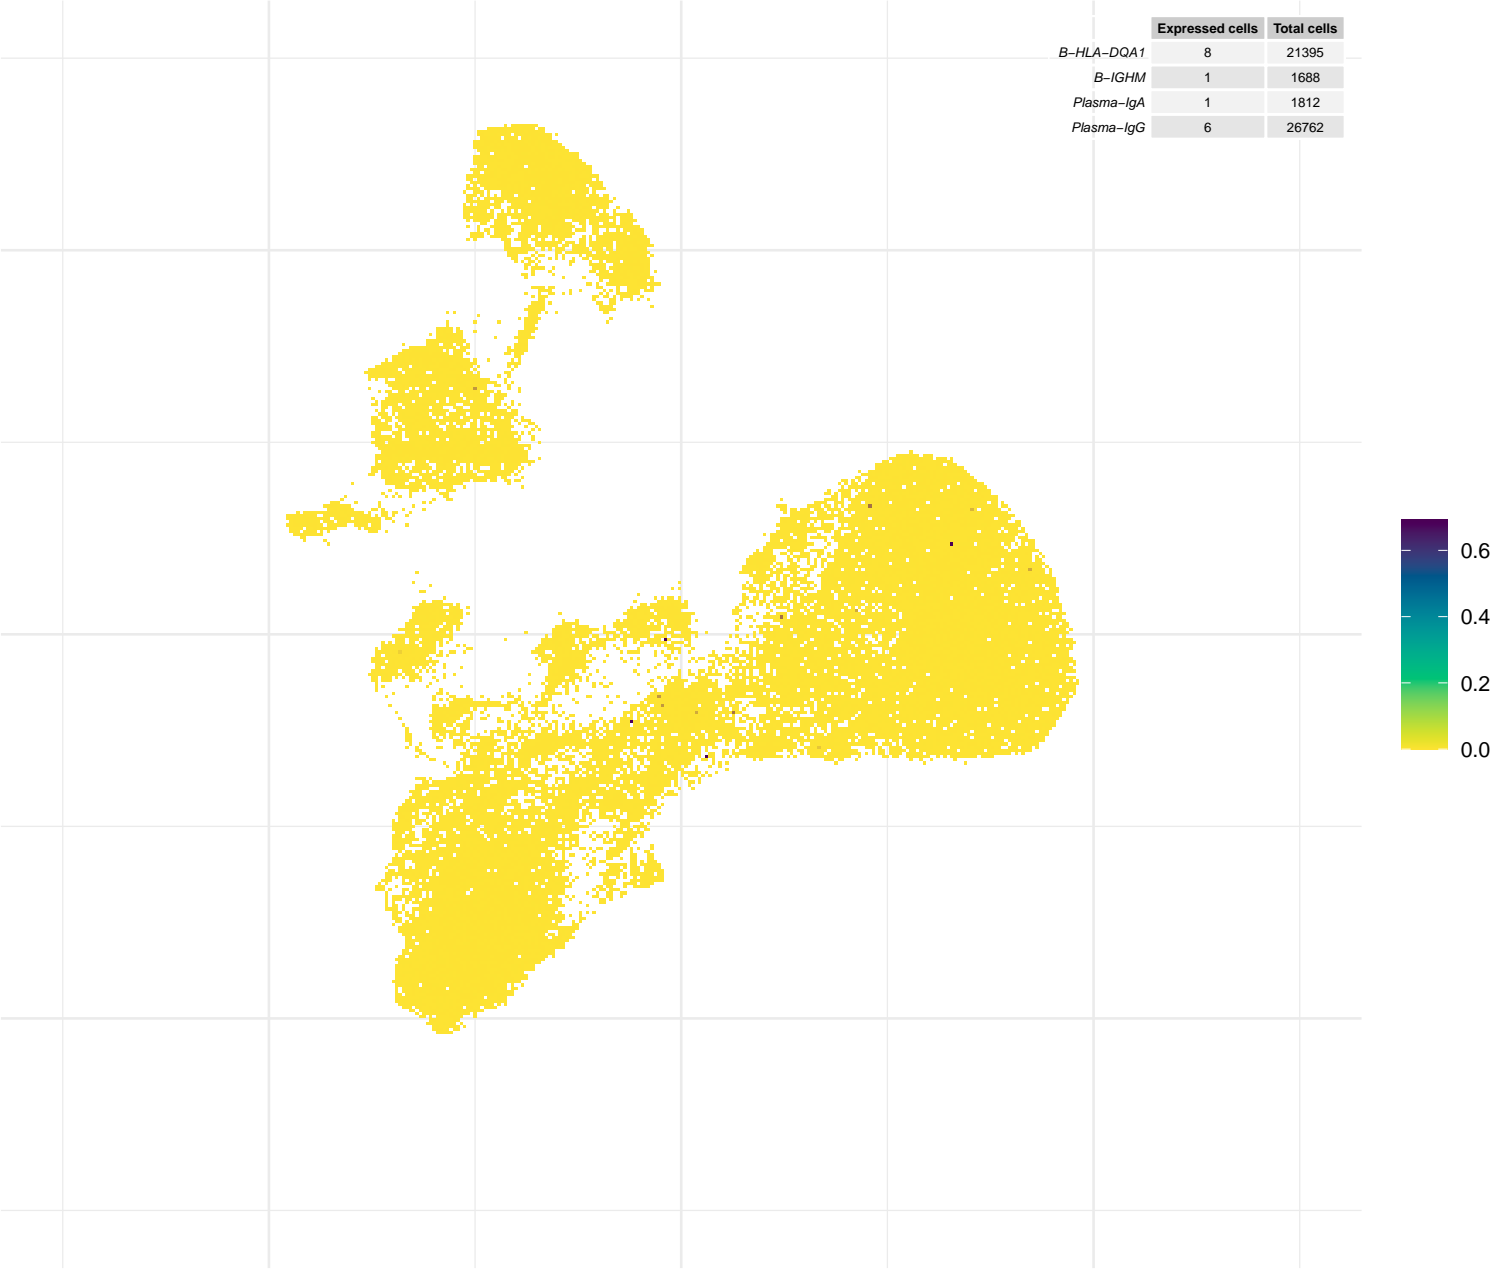 Expressed cells Total cells
B−HLA−DQA1 8 21395
B−IGHM 1 1688
Plasma−IgA 1 1812
Plasma−IgG 6 26762
0.6
0.4
0.2
0.0